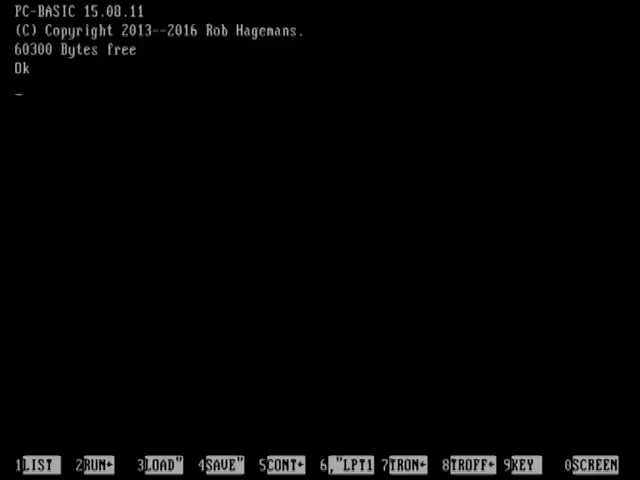 PC-BASIC 15.08.11
(C) Copyright 2013--2016 Rob Hagemans.
60300 Bytes free
Ok
_
1LIST 2RUN← 3LOAD" 4SAVE" 5CONT← 6,"LPT1 7TRON← 8TROFF← 9KEY 0SCREEN